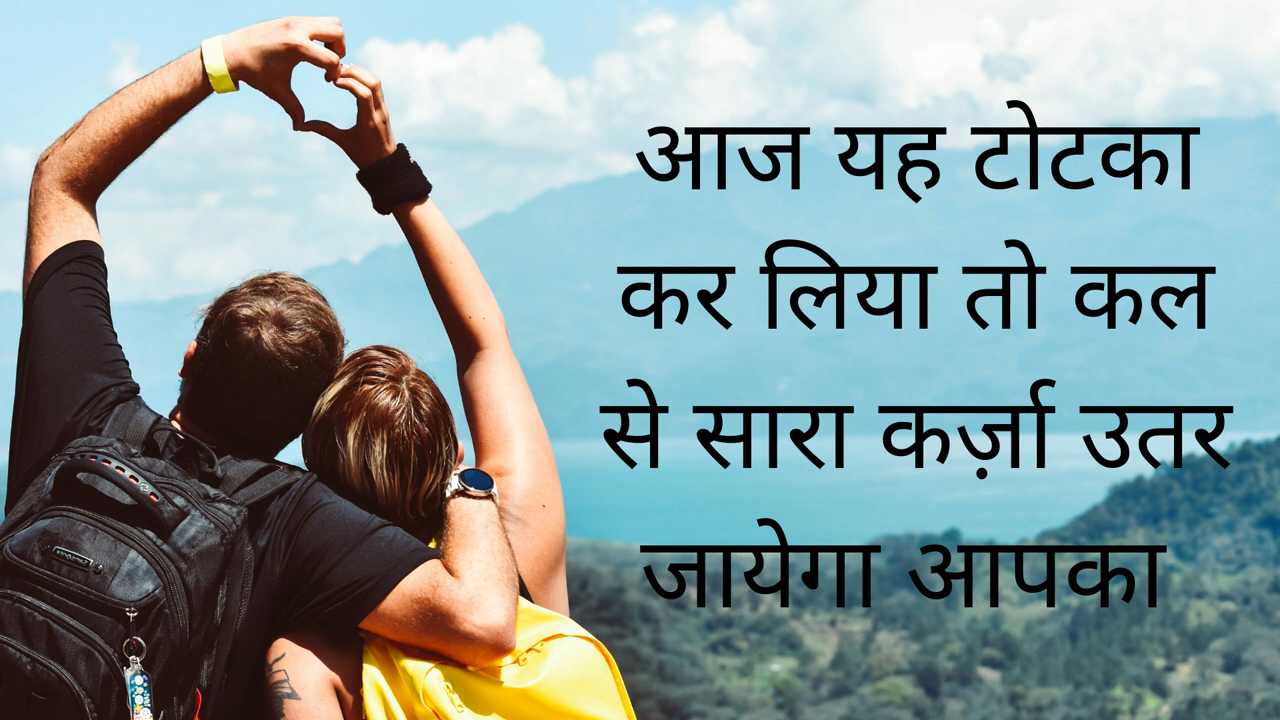 आज यह टोटका
कर लिया तो कल
से सारा कर्ज़ा उतर
जायेगा आपका